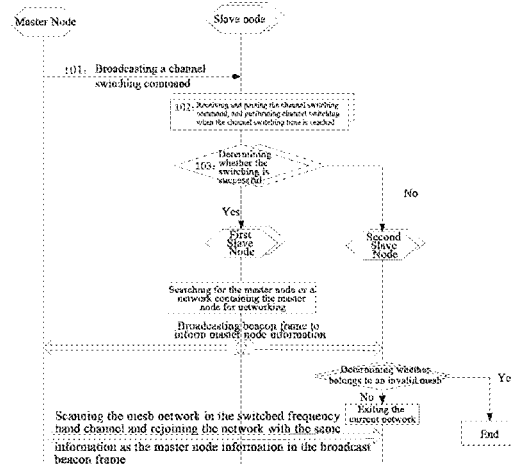 Master Node
Slave node
101: Broadcasting a channel
switching command
102: Receiving and parsing the channel switching
command, and performing channel switching
when the channel switching time is reached
Determining
103: whether the
switching is
successful
Yes
No
First
Slave
Node
Second
Slave
Node
Searching for the master node or a
network containing the master
node for networking
Broadcasting beacon frame to
inform master node information
Determining whether
belongs to an invalid mesh
Yes
No
Exiting the
current network
End
Scanning the mesh network in the switched frequency
band channel and rejoining the network with the same
information as the master node information in the broadcast
beacon frame